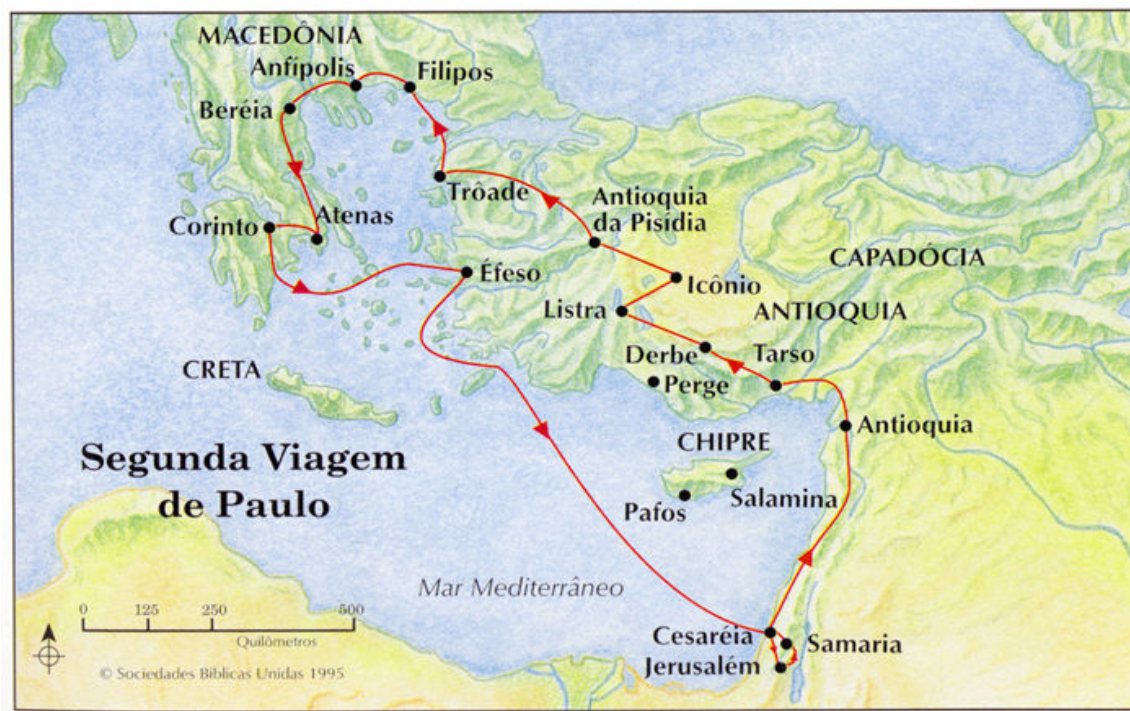 MACEDÔNIA
Anfípolis
Filipos
Beréia
Trôade
Antioquia
da Pisídia
Corinto
Atenas
CAPADÓCIA
Éfeso
Icônio
Listra
ANTIOQUIA
Derbe
Tarso
CRETA
Perge
Antioquia
CHIPRE
Segunda Viagem
de Paulo
Salamina
Pafos
Mar Mediterrâneo
0 125 250 500
Quilômetros
Cesaréia
Samaria
Jerusalém
© Sociedades Bíblicas Unidas 1995